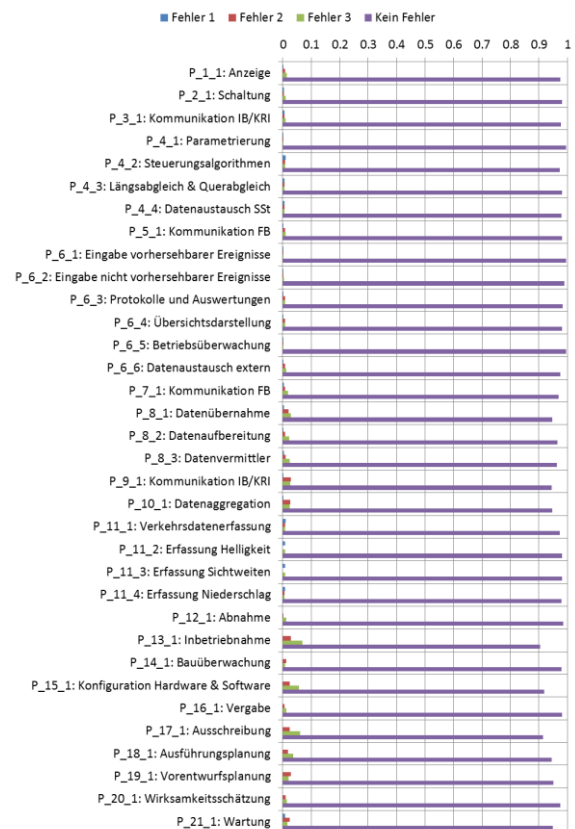 Fehler 1 Fehler 2 Fehler 3 Kein Fehler
0 0.1 0.2 0.3 0.4 0.5 0.6 0.7 0.8 0.9 1
P_1_1: Anzeige
P_2_1: Schaltung
P_3_1: Kommunikation IB/KRI
P_4_1: Parametrierung
P_4_2: Steuerungsalgorithmen
P_4_3: Längsabgleich & Querabgleich
P_4_4: Datenaustausch SSt
P_5_1: Kommunikation FB
P_6_1: Eingabe vorhersehbarer Ereignisse
P_6_2: Eingabe nicht vorhersehbarer Ereignisse
P_6_3: Protokolle und Auswertungen
P_6_4: Übersichtsdarstellung
P_6_5: Betriebsüberwachung
P_6_6: Datenaustausch extern
P_7_1: Kommunikation FB
P_8_1: Datenübernahme
P_8_2: Datenaufbereitung
P_8_3: Datenvermittler
P_9_1: Kommunikation IB/KRI
P_10_1: Datenaggregation
P_11_1: Verkehrsdatenerfassung
P_11_2: Erfassung Helligkeit
P_11_3: Erfassung Sichtweiten
P_11_4: Erfassung Niederschlag
P_12_1: Abnahme
P_13_1: Inbetriebnahme
P_14_1: Bauüberwachung
P_15_1: Konfiguration Hardware & Software
P_16_1: Vergabe
P_17_1: Ausschreibung
P_18_1: Ausführungsplanung
P_19_1: Vorentwurfsplanung
P_20_1: Wirksamkeitsschätzung
P_21_1: Wartung